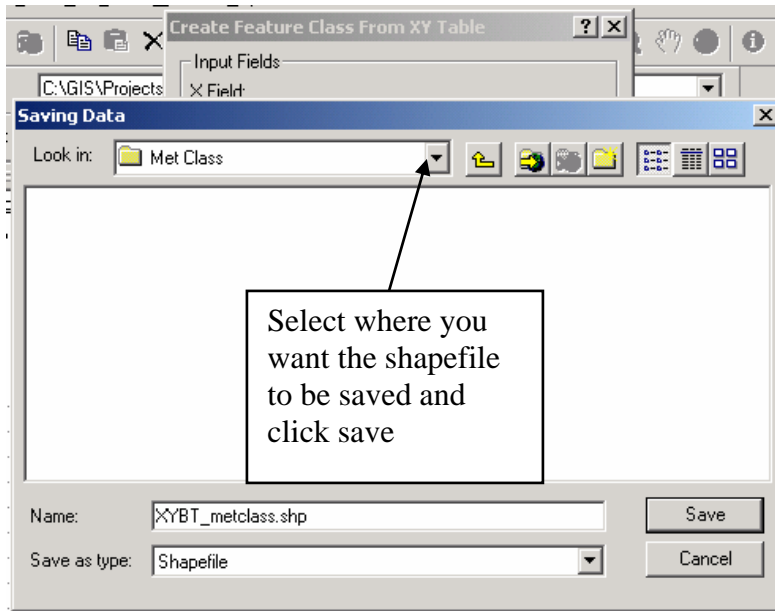 Create Feature Class From XY Table
Input Fields
C:\GIS\Projects
X Field:
Saving Data
Look in: Met Class
Select where you
want the shapefile
to be saved and
click save
Name: XYBT_metclass.shp Save
Save as type: Shapefile Cancel